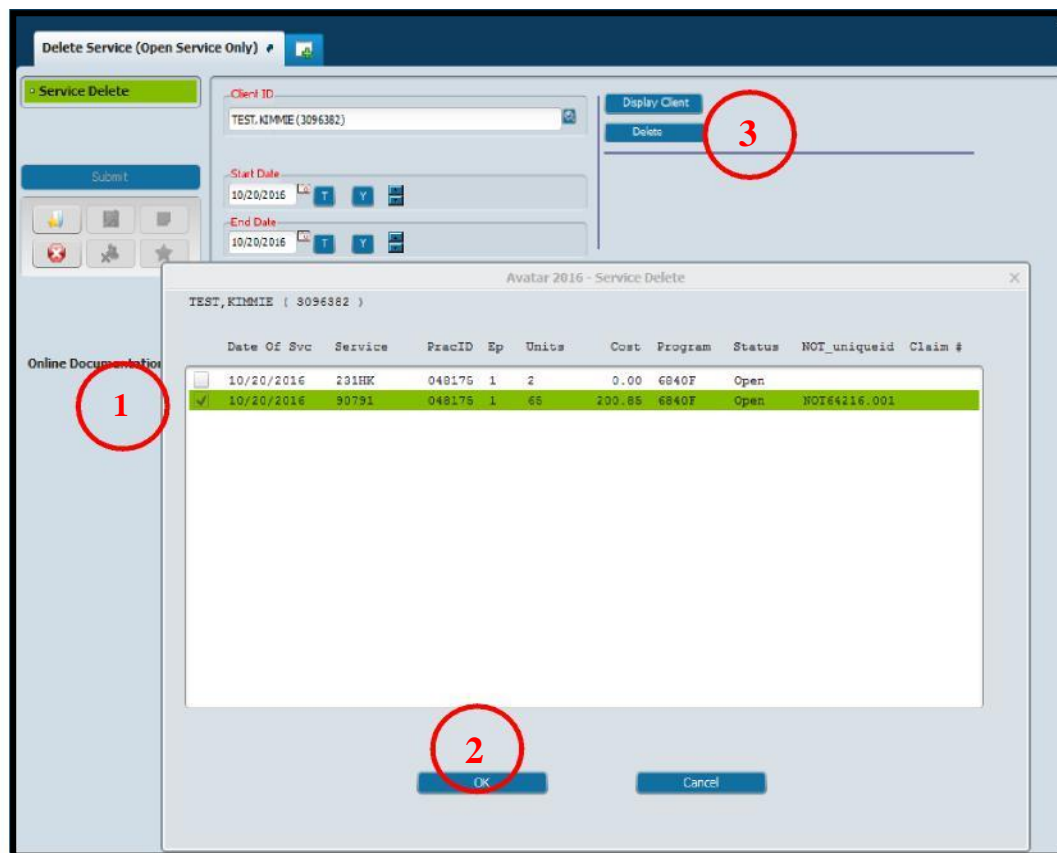 Delete Service (Open Service Only)
Service Delete
Client ID
TEST, KIMMIE (3096382)
Display Client
Delete
3
Submit
Start Date
10/20/2016 T Y
End Date
10/20/2016 T Y
Avatar 2016 - Service Delete
TEST,KIMMIE ( 3096382 )
Date Of Svc Service PracID Ep Units Cost Program Status NOT_uniqueid Claim #
Online Documentation
10/20/2016 231HK 048175 1 2 0.00 6840F Open
10/20/2016 90791 048175 1 65 200.85 6840F Open NOT64216.001
1
2
OK Cancel